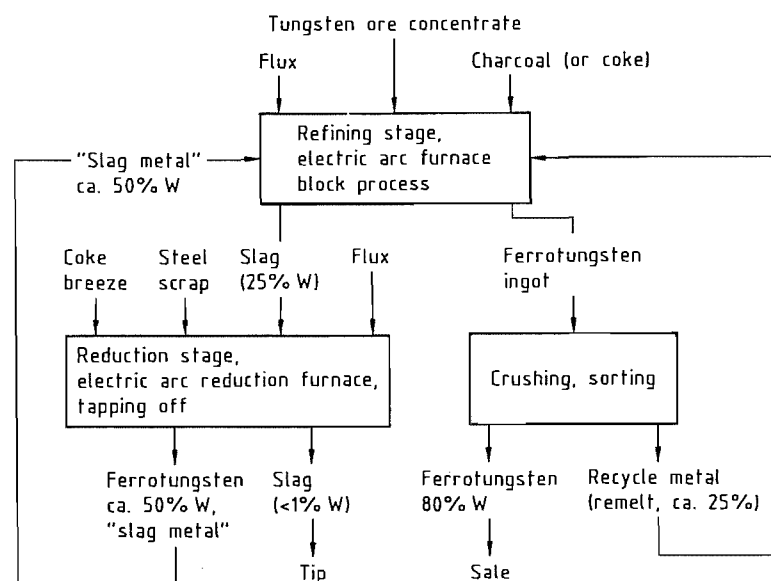 Tungsten ore concentrate
Flux
Charcoal (or coke)
Refining stage,
electric arc furnace
block process
"Slag metal"
ca. 50% W
Coke
breeze
Steel
scrap
Slag
(25% W)
Flux
Ferrotungsten
ingot
Reduction stage,
electric arc reduction furnace,
tapping off
Crushing, sorting
Ferrotungsten
ca. 50% W,
"slag metal"
Slag
(<1% W)
Ferrotungsten
80% W
Recycle metal
(remelt, ca. 25%)
Tip
Sale